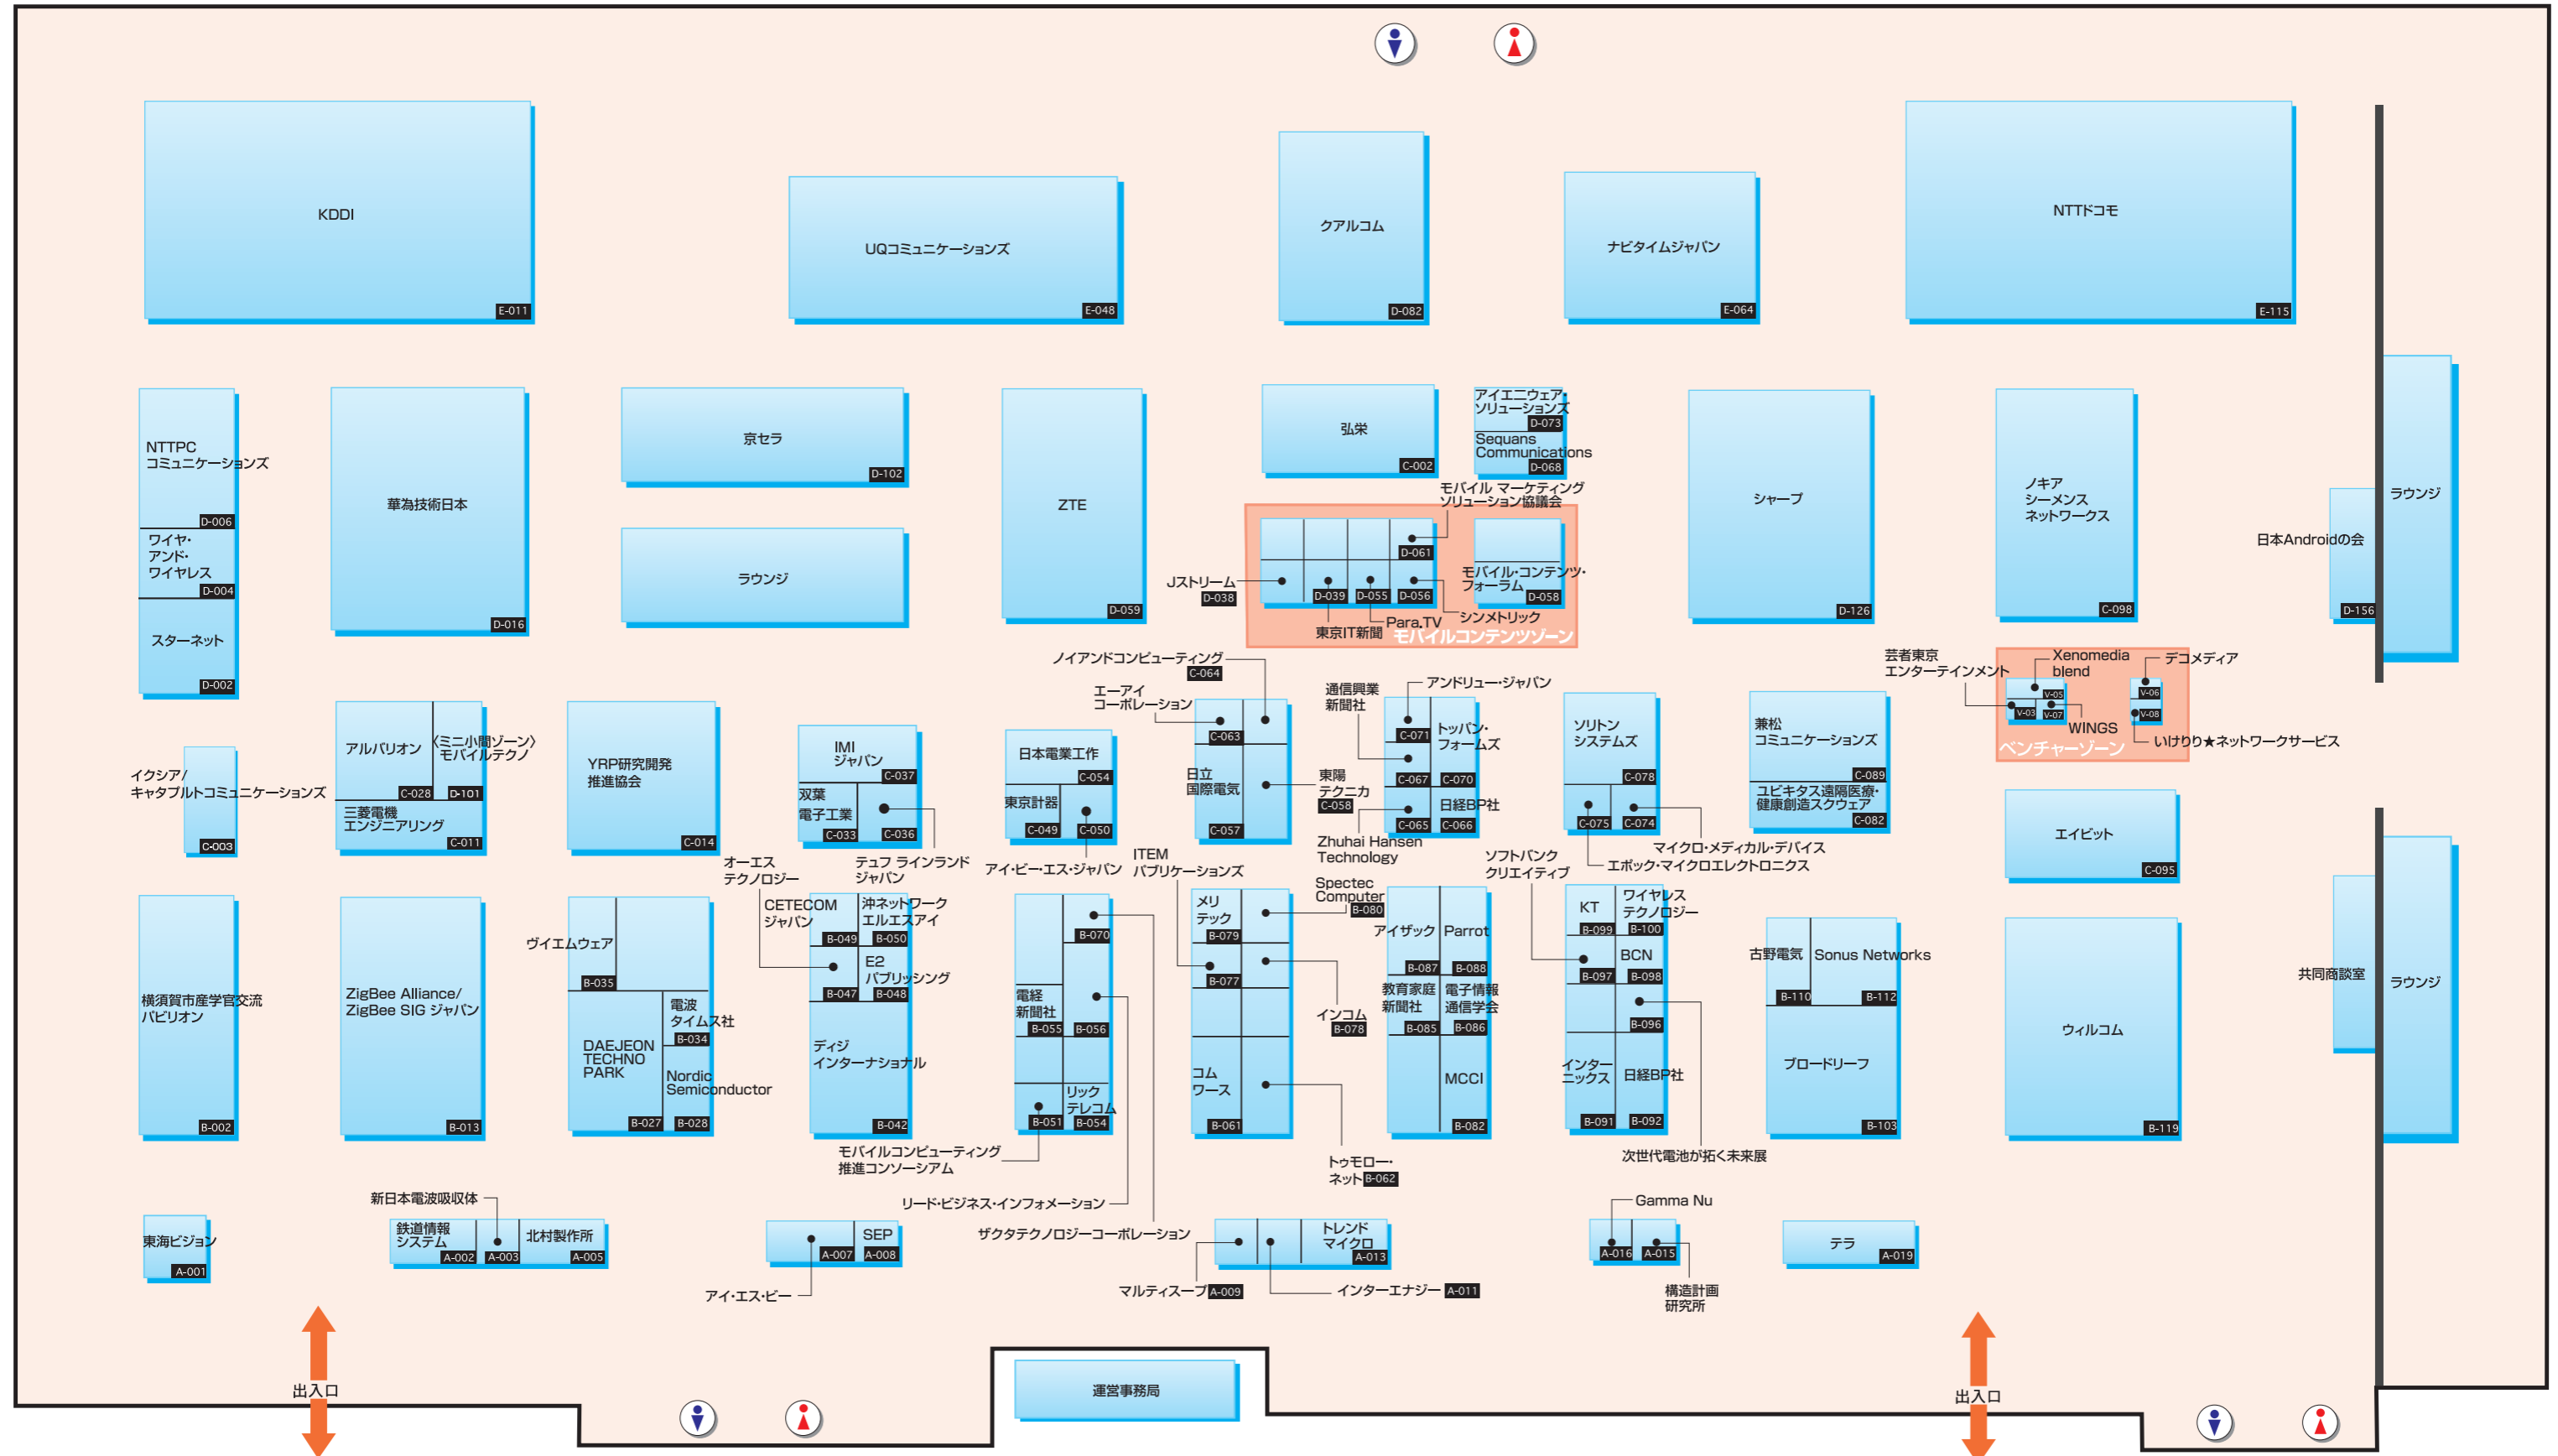 KDDI
E-011
UQコミュニケーションズ
E-048
クアルコム
D-082
ナビタイムジャパン
E-064
NTTドコモ
E-115
NTTPC
コミュニケーションズ
D-006
ワイヤ・
アンド・
ワイヤレス
D-004
スターネット
D-002
華為技術日本
D-016
京セラ
D-102
ラウンジ
ZTE
D-059
弘栄
C-002
アイエニウェア・
ソリューションズ
D-073
Sequans
Communications
D-068
モバイル マーケティング
ソリューション協議会
D-061
Jストリーム
D-038
D-039
D-055
D-056
モバイル・コンテンツ・
フォーラム
D-058
東京IT新聞
Para.TV
シンメトリック
モバイルコンテンツゾーン
シャープ
D-126
ノキア
シーメンス
ネットワークス
C-098
日本Androidの会
D-156
ラウンジ
イクシア/
キャタプルトコミュニケーションズ
C-003
アルバリオン
C-028
〈ミニ小間ゾーン〉
モバイルテクノ
D-101
三菱電機
エンジニアリング
C-011
YRP研究開発
推進協会
C-014
IMI
ジャパン
C-037
双葉
電子工業
C-033
C-036
テュフ ラインランド
ジャパン
日本電業工作
C-054
東京計器
C-049
C-050
アイ・ビー・エス・ジャパン
ノイアンドコンピューティング
C-064
エーアイ
コーポレーション
C-063
日立
国際電気
C-057
東陽
テクニカ
C-058
通信興業
新聞社
アンドリュー・ジャパン
C-071
トッパン・
フォームズ
C-067
C-070
日経BP社
C-065
C-066
Zhuhai Hansen
Technology
ソリトン
システムズ
C-078
C-075
C-074
マイクロ・メディカル・デバイス
エポック・マイクロエレクトロニクス
兼松
コミュニケーションズ
C-089
ユビキタス遠隔医療・
健康創造スクウェア
C-082
芸者東京
エンターテインメント
Xenomedia
blend
デコメディア
V-05
V-03
V-07
V-06
V-08
WINGS
いけりり★ネットワークサービス
ベンチャーゾーン
エイビット
C-095
横須賀市産学官交流
パビリオン
B-002
ZigBee Alliance/
ZigBee SIG ジャパン
B-013
ヴイエムウェア
B-035
電波
タイムス社
B-034
DAEJEON
TECHNO
PARK
B-027
Nordic
Semiconductor
B-028
オーエス
テクノロジー
CETECOM
ジャパン
B-049
沖ネットワーク
エルエスアイ
B-050
E2
パブリッシング
B-047
B-048
ディジ
インターナショナル
B-042
B-070
電経
新聞社
B-055
B-056
リック
テレコム
B-051
B-054
モバイルコンピューティング
推進コンソーシアム
リード・ビジネス・インフォメーション
ザクタテクノロジーコーポレーション
ITEM
パブリケーションズ
メリ
テック
B-079
B-077
Spectec
Computer
B-080
インコム
B-078
コム
ワース
B-061
トゥモロー・
ネット
B-062
アイザック
B-087
Parrot
B-088
教育家庭
新聞社
B-085
電子情報
通信学会
B-086
MCCI
B-082
ソフトバンク
クリエイティブ
KT
B-099
ワイヤレス
テクノロジー
B-100
BCN
B-097
B-098
B-096
インター
ニックス
B-091
日経BP社
B-092
次世代電池が拓く未来展
古野電気
B-110
Sonus Networks
B-112
ブロードリーフ
B-103
ウィルコム
B-119
共同商談室
ラウンジ
東海ビジョン
A-001
新日本電波吸収体
鉄道情報
システム
A-002
A-003
北村製作所
A-005
A-007
SEP
A-008
アイ・エス・ビー
トレンド
マイクロ
A-013
マルティスープ
A-009
インターエナジー
A-011
Gamma Nu
A-016
A-015
構造計画
研究所
テラ
A-019
出入口
運営事務局
出入口